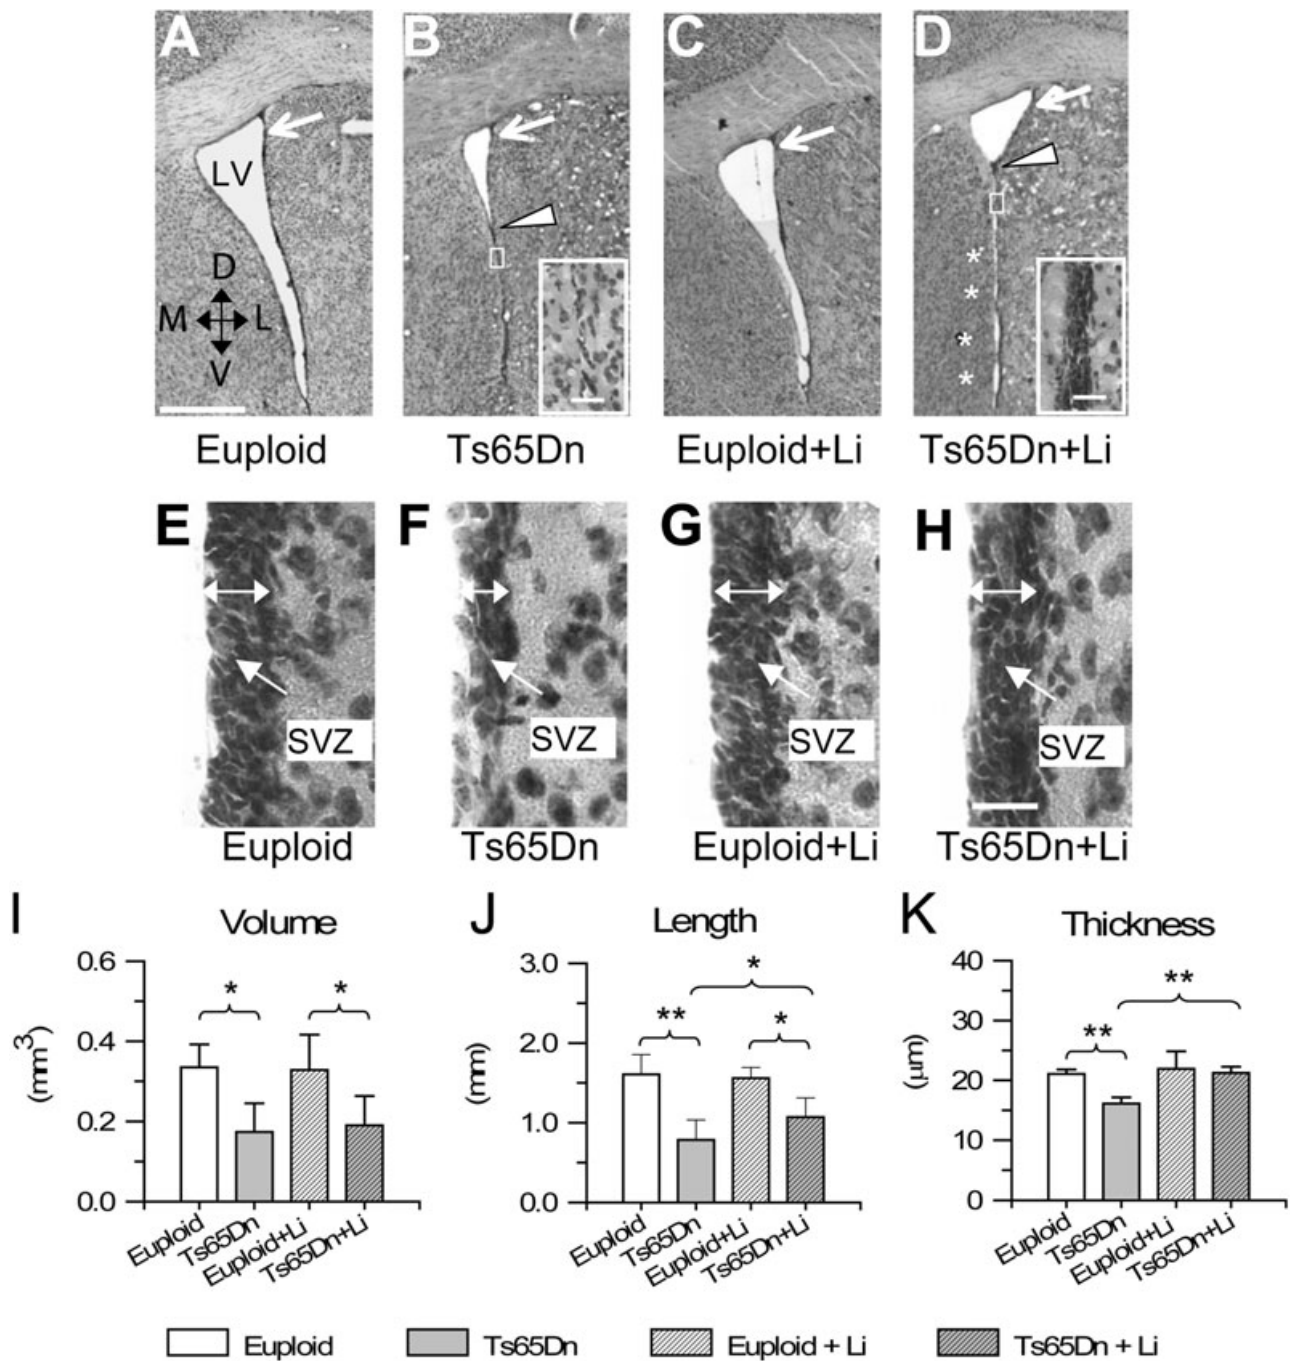 A B C D
LV
D
M L
V
* * * *
Euploid Ts65Dn Euploid+Li Ts65Dn+Li
E F G H
SVZ SVZ SVZ SVZ
Euploid Ts65Dn Euploid+Li Ts65Dn+Li
I Volume
0.6
0.4
0.2
0.0
(mm³)
* *
Euploid Ts65Dn Euploid+Li Ts65Dn+Li
J Length
3.0
2.0
1.0
0.0
(mm)
*
** *
Euploid Ts65Dn Euploid+Li Ts65Dn+Li
K Thickness
40
30
20
10
0
(µm)
**
**
Euploid Ts65Dn Euploid+Li Ts65Dn+Li
Euploid Ts65Dn Euploid + Li Ts65Dn + Li